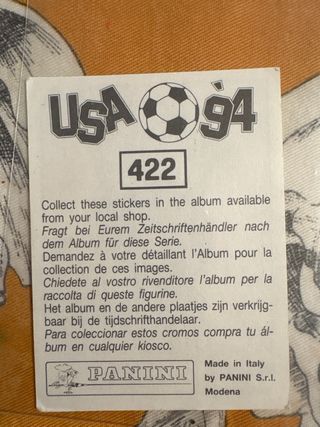 USA '94
422
Collect these stickers in the album available
from your local shop.
Fragt bei Eurem Zeitschriftenhändler nach
dem Album für diese Serie.
Demandez à votre détaillant l'Album pour la
collection de ces images.
Chiedete al vostro rivenditore l'album per la
raccolta di queste figurine.
Het album en de andere plaatjes zijn verkrijg-
baar bij de tijdschrifthandelaar.
Para coleccionar estos cromos compra tu ál-
bum en cualquier kiosco.
PANINI
Made in Italy
by PANINI S.r.l.
Modena